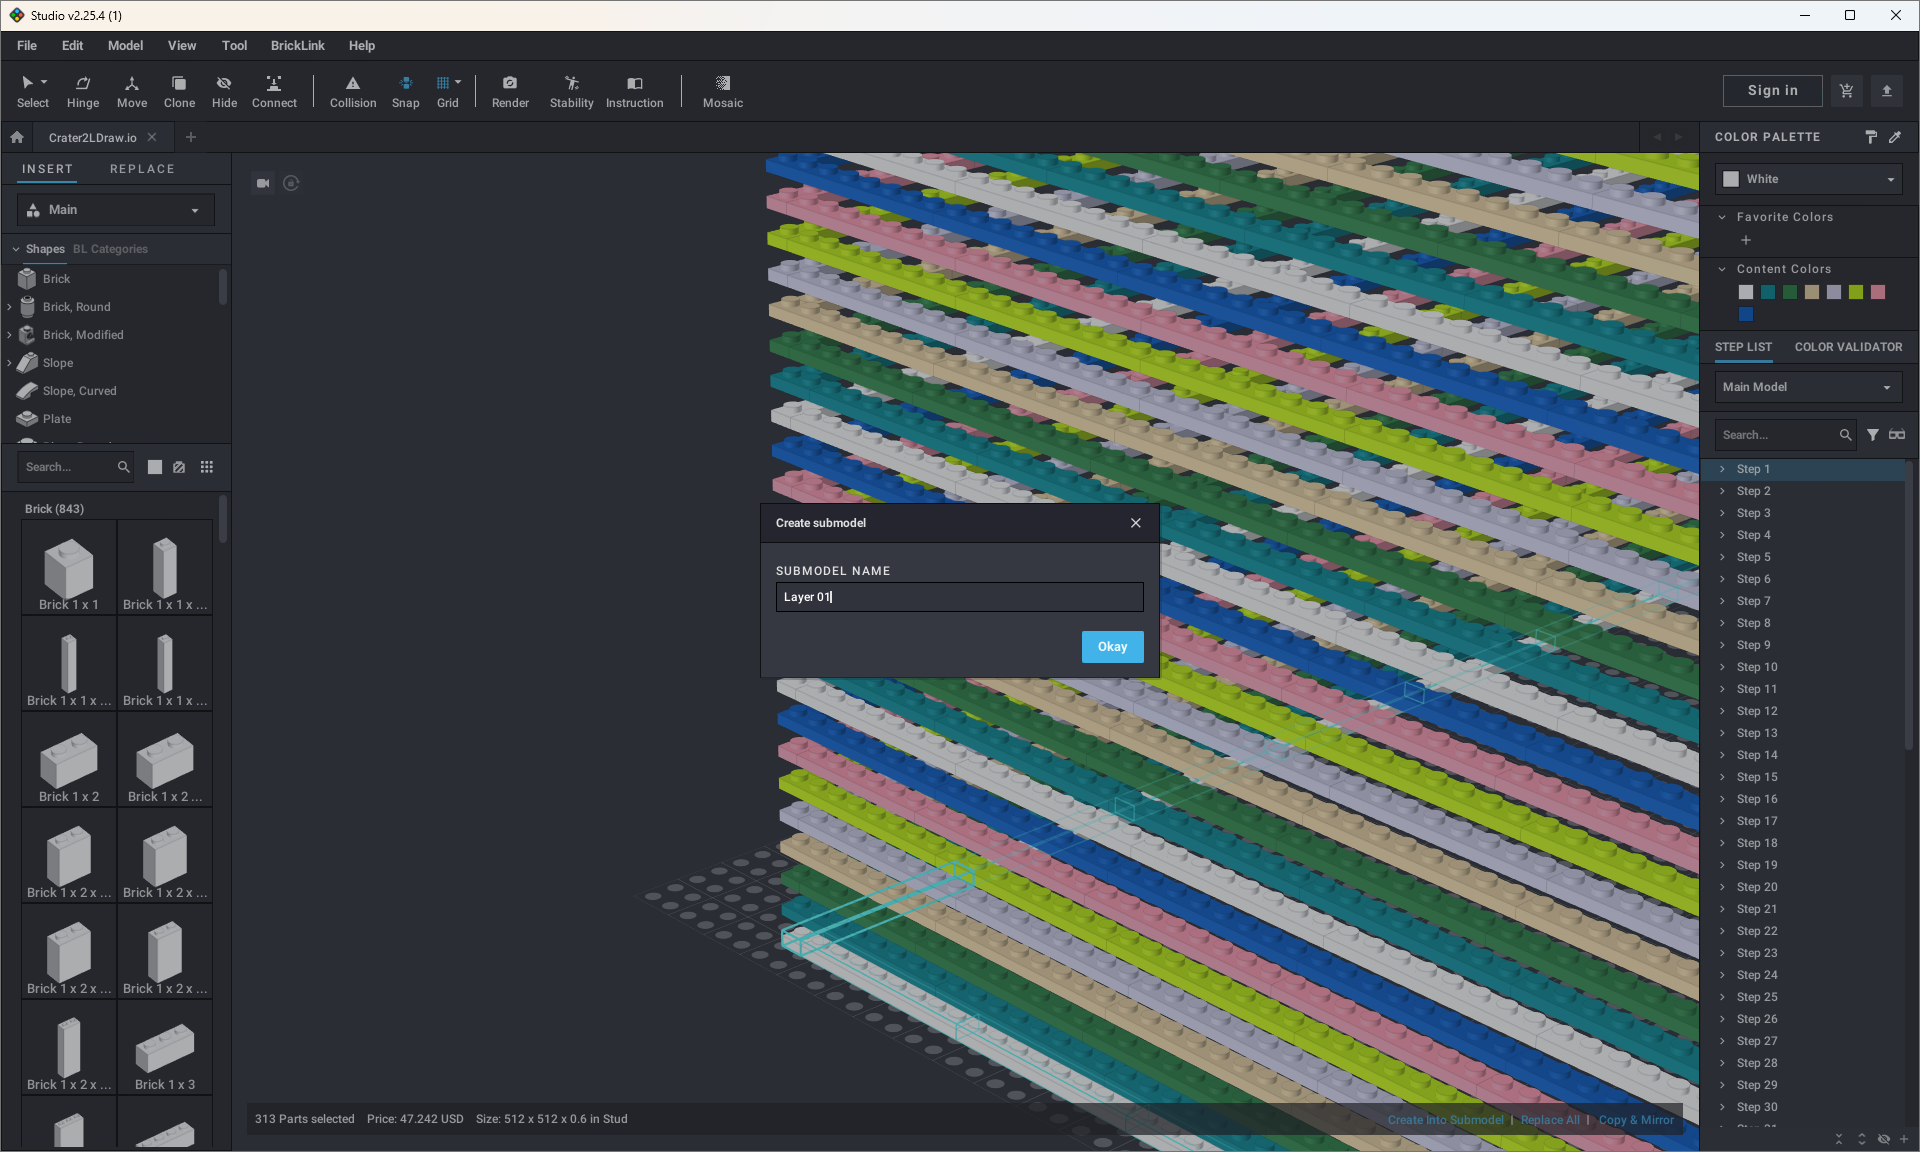 Studio v2.25.4 (1)
File Edit Model View Tool BrickLink Help
Select Hinge Move Clone Hide Connect Collision Snap Grid Render Stability Instruction Mosaic
Sign in
Crater2LDraw.io
INSERT REPLACE
Main
Shapes BL Categories
Brick
Brick, Round
Brick, Modified
Slope
Slope, Curved
Plate
Search...
Brick (843)
Brick 1 x 1
Brick 1 x 1 x ...
Brick 1 x 1 x ...
Brick 1 x 1 x ...
Brick 1 x 2
Brick 1 x 2 ...
Brick 1 x 2 x ...
Brick 1 x 2 x ...
Brick 1 x 2 x ...
Brick 1 x 2 x ...
Brick 1 x 2 x ...
Brick 1 x 3
Create submodel
SUBMODEL NAME
Layer 01
Okay
313 Parts selected Price: 47.242 USD Size: 512 x 512 x 0.6 in Stud
Create into Submodel | Replace All | Copy & Mirror
COLOR PALETTE
White
Favorite Colors
Content Colors
STEP LIST COLOR VALIDATOR
Main Model
Search...
Step 1
Step 2
Step 3
Step 4
Step 5
Step 6
Step 7
Step 8
Step 9
Step 10
Step 11
Step 12
Step 13
Step 14
Step 15
Step 16
Step 17
Step 18
Step 19
Step 20
Step 21
Step 22
Step 23
Step 24
Step 25
Step 26
Step 27
Step 28
Step 29
Step 30